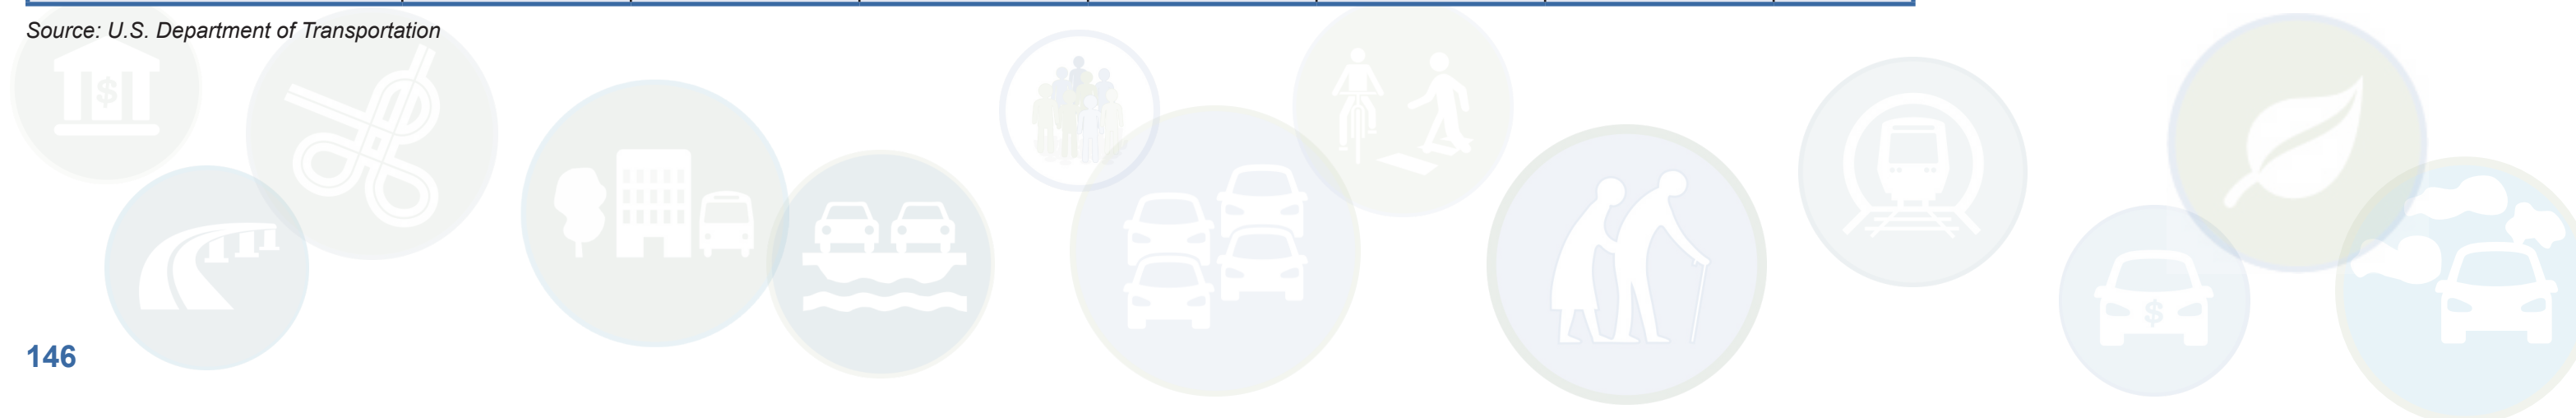 Source: U.S. Department of Transportation
$
$
146